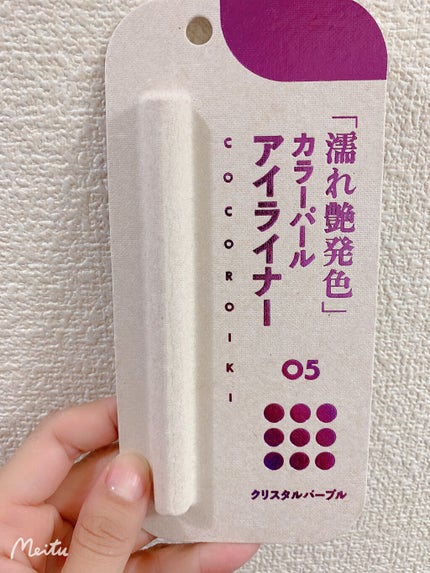 「濡れ艶発色」
カラーパール
アイライナー
COCOROIKI
05
クリスタルパープル
Meitu